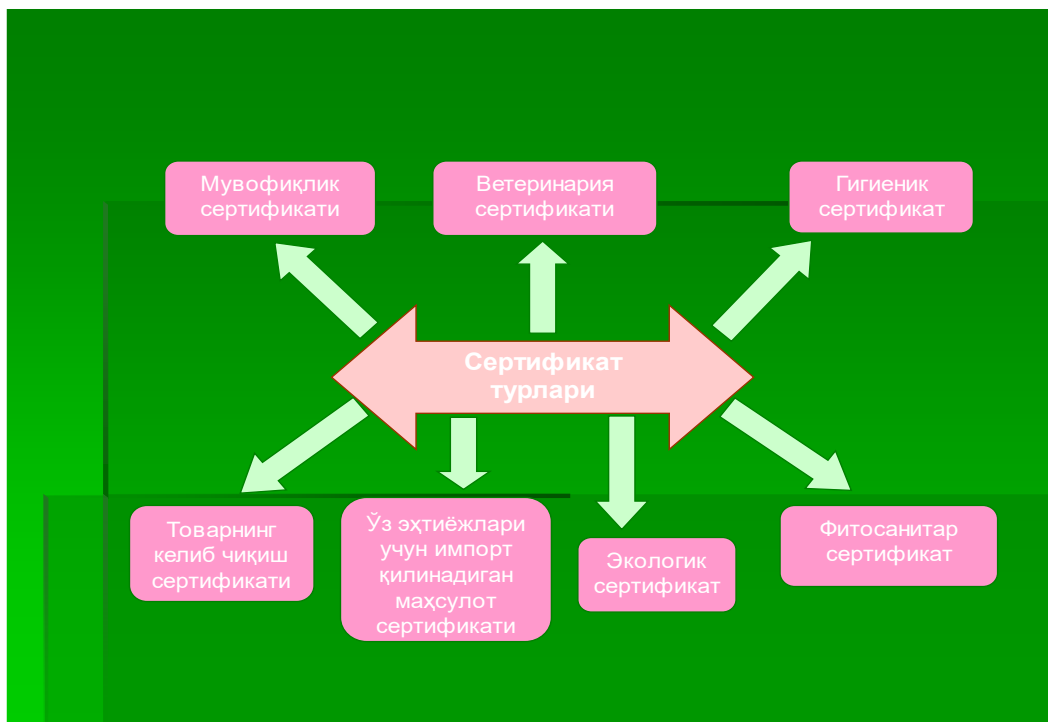 Мувофиқлик
сертификати
Ветеринария
сертификати
Гигиеник
сертификат
Сертификат
турлари
Товарнинг
келиб чиқиш
сертификати
Ўз эҳтиёжлари
учун импорт
қилинадиган
маҳсулот
сертификати
Экологик
сертификат
Фитосанитар
сертификат